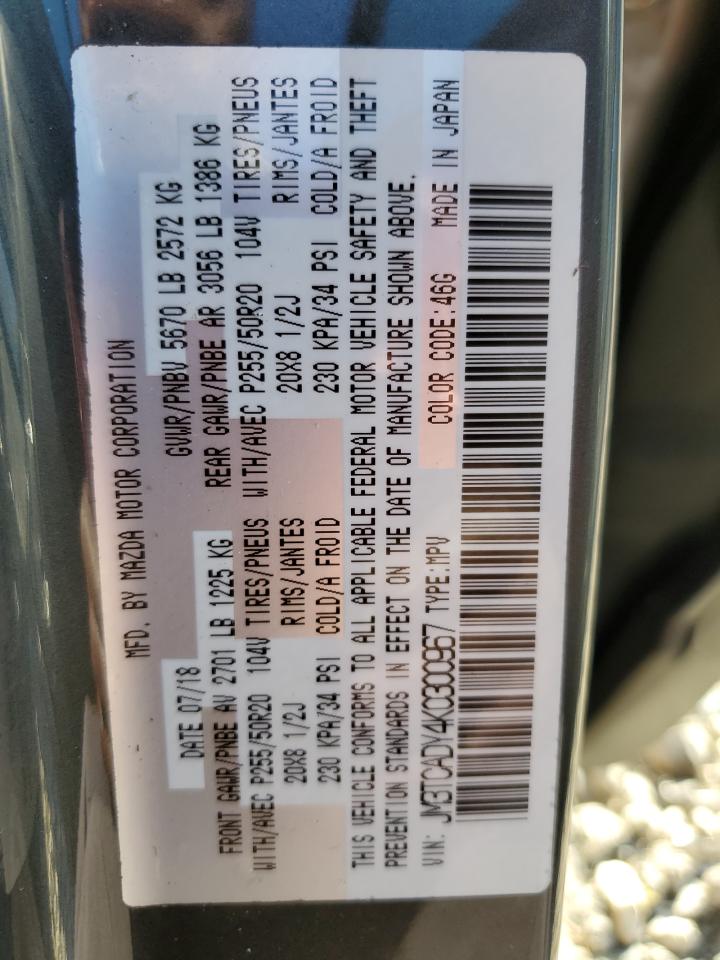 MFD. BY MAZDA MOTOR CORPORATION
DATE 07/18 GVWR/PNBV 5670 LB 2572 KG
FRONT GAWR/PNBE AV 2701 LB 1225 KG REAR GAWR/PNBE AR 3056 LB 1386 KG
WITH/AVEC P255/50R20 104V TIRES/PNEUS WITH/AVEC P255/50R20 104V TIRES/PNEUS
20X8 1/2J RIMS/JANTES 20X8 1/2J RIMS/JANTES
230 KPA/34 PSI COLD/A FROID 230 KPA/34 PSI COLD/A FROID
THIS VEHICLE CONFORMS TO ALL APPLICABLE FEDERAL MOTOR VEHICLE SAFETY AND THEFT
PREVENTION STANDARDS IN EFFECT ON THE DATE OF MANUFACTURE SHOWN ABOVE.
VIN: JM3TCADY4K0300967 TYPE:MPV COLOR CODE:46G MADE IN JAPAN